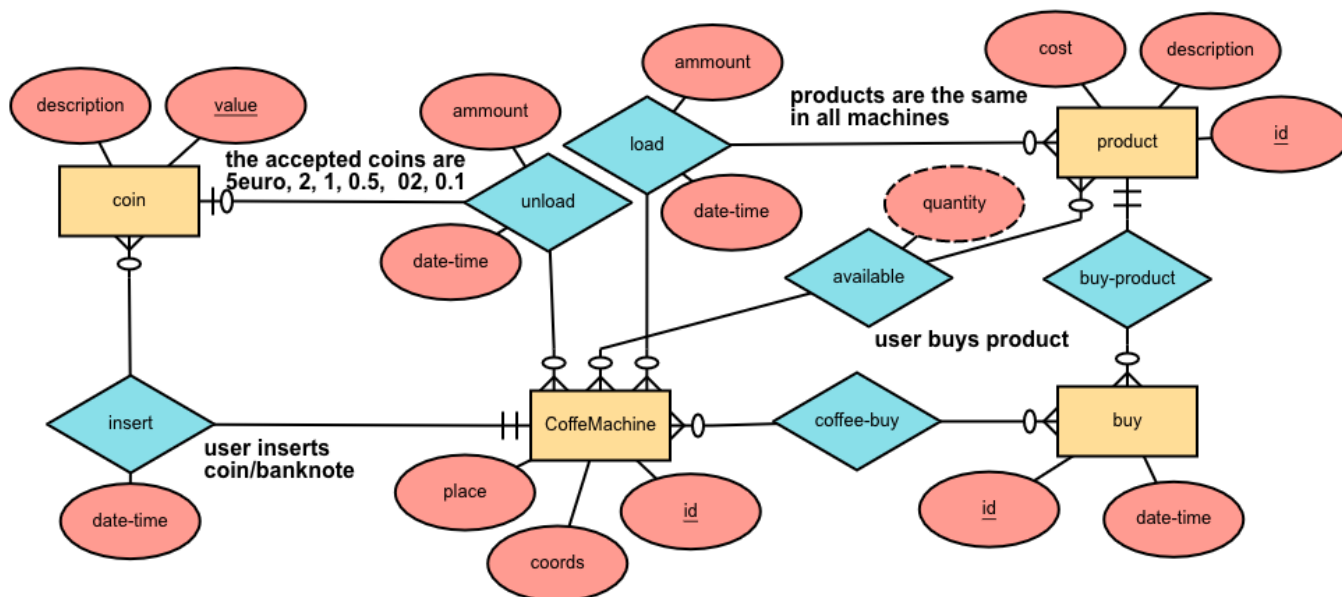 ammount
cost
description
description
value
ammount
products are the same
in all machines
load
product
id
the accepted coins are
5euro, 2, 1, 0.5,  02, 0.1
coin
unload
date-time
quantity
date-time
available
buy-product
user buys product
insert
CoffeMachine
coffee-buy
buy
user inserts
coin/banknote
place
id
id
date-time
date-time
coords